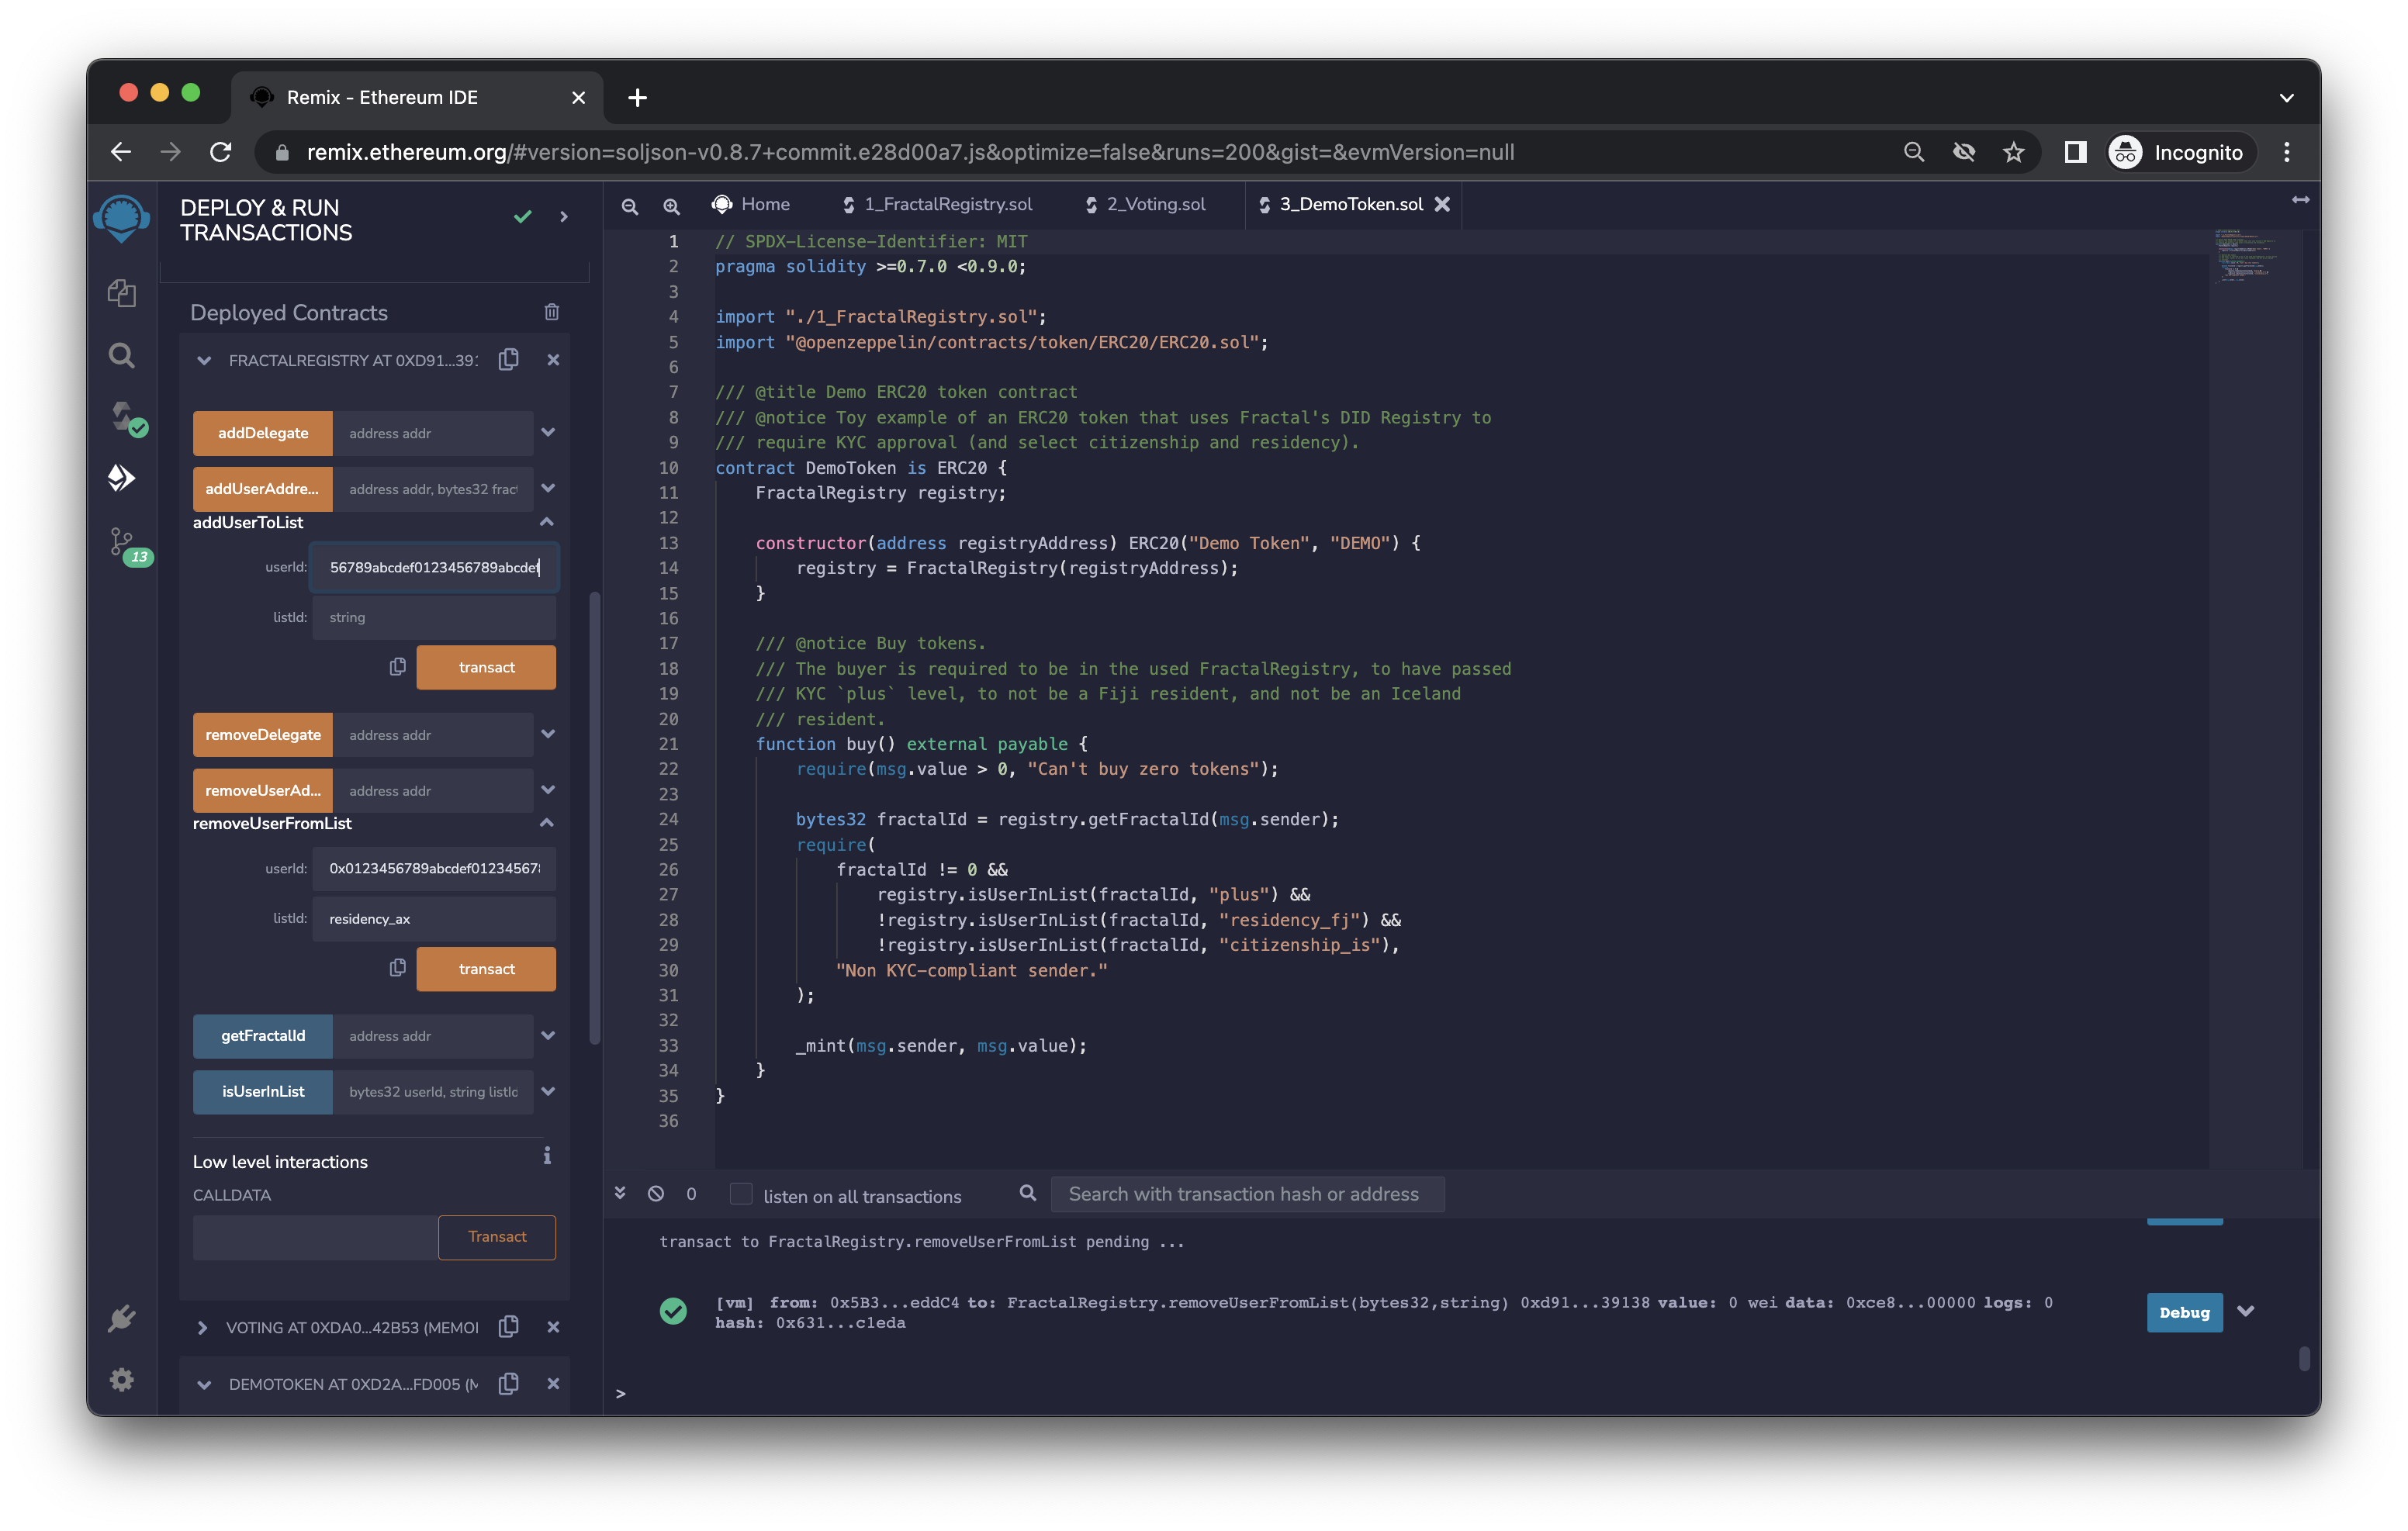 Remix - Ethereum IDE
remix.ethereum.org/#version=soljson-v0.8.7+commit.e28d00a7.js&optimize=false&runs=200&gist=&evmVersion=null
Incognito
DEPLOY & RUN
TRANSACTIONS
Deployed Contracts
FRACTALREGISTRY AT 0XD91...391
addDelegate address addr
addUserAddre... address addr, bytes32 fract
addUserToList
userId: 56789abcdef0123456789abcdef
listId: string
transact
removeDelegate address addr
removeUserAd... address addr
removeUserFromList
userId: 0x0123456789abcdef01234567
listId: residency_ax
transact
getFractalId address addr
isUserInList bytes32 userId, string listId
Low level interactions
CALLDATA
Transact
VOTING AT 0XDA0...42B53 (MEMOI
DEMOTOKEN AT 0XD2A...FD005 (M
13
Home 1_FractalRegistry.sol 2_Voting.sol 3_DemoToken.sol
1 // SPDX-License-Identifier: MIT
2 pragma solidity >=0.7.0 <0.9.0;
3
4 import "./1_FractalRegistry.sol";
5 import "@openzeppelin/contracts/token/ERC20/ERC20.sol";
6
7 /// @title Demo ERC20 token contract
8 /// @notice Toy example of an ERC20 token that uses Fractal's DID Registry to
9 /// require KYC approval (and select citizenship and residency).
10 contract DemoToken is ERC20 {
11 FractalRegistry registry;
12
13 constructor(address registryAddress) ERC20("Demo Token", "DEMO") {
14 registry = FractalRegistry(registryAddress);
15 }
16
17 /// @notice Buy tokens.
18 /// The buyer is required to be in the used FractalRegistry, to have passed
19 /// KYC `plus` level, to not be a Fiji resident, and not be an Iceland
20 /// resident.
21 function buy() external payable {
22 require(msg.value > 0, "Can't buy zero tokens");
23
24 bytes32 fractalId = registry.getFractalId(msg.sender);
25 require(
26 fractalId != 0 &&
27 registry.isUserInList(fractalId, "plus") &&
28 !registry.isUserInList(fractalId, "residency_fj") &&
29 !registry.isUserInList(fractalId, "citizenship_is"),
30 "Non KYC-compliant sender."
31 );
32
33 _mint(msg.sender, msg.value);
34 }
35 }
36
0 listen on all transactions Search with transaction hash or address
transact to FractalRegistry.removeUserFromList pending ...
[vm] from: 0x5B3...eddC4 to: FractalRegistry.removeUserFromList(bytes32,string) 0xd91...39138 value: 0 wei data: 0xce8...00000 logs: 0
hash: 0x631...c1eda
Debug
>